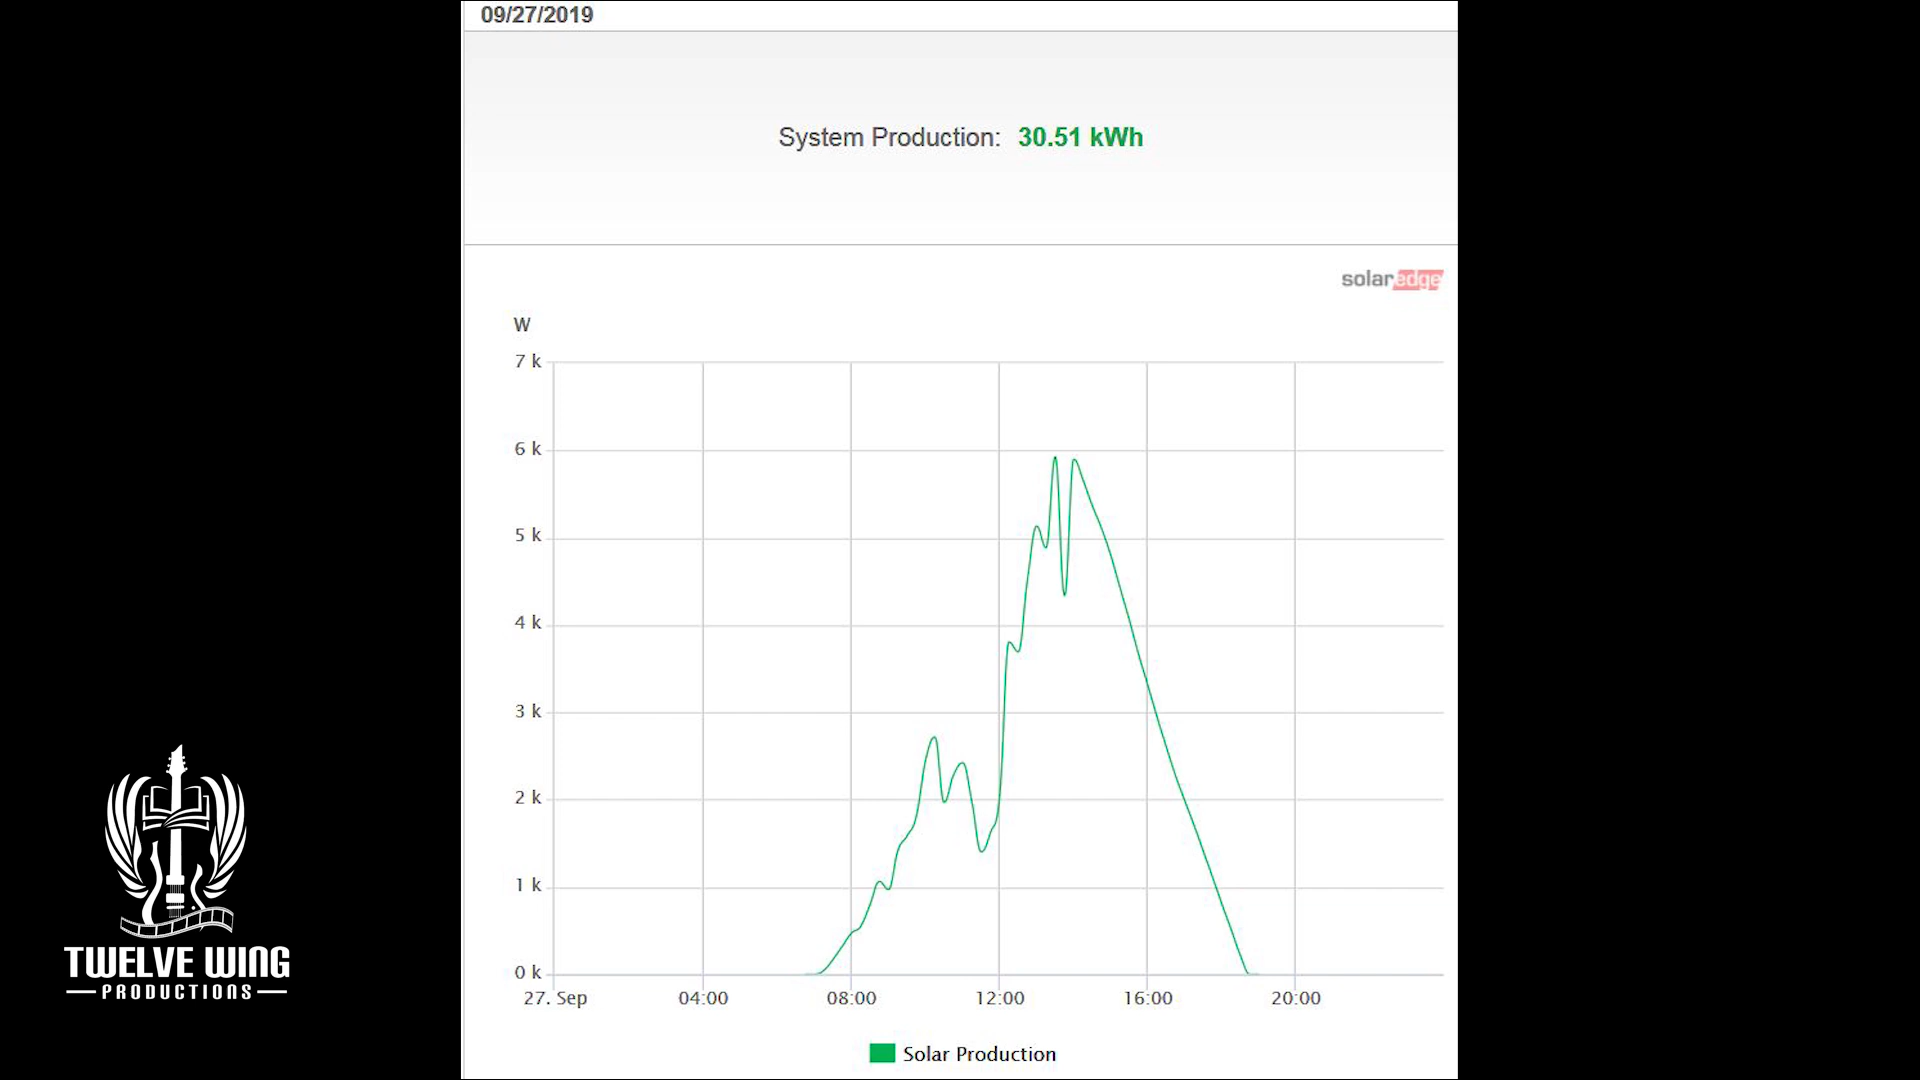 09/27/2019
System Production: 30.51 kWh
solaredge
W
7 k
6 k
5 k
4 k
3 k
2 k
1 k
0 k
27. Sep 04:00 08:00 12:00 16:00 20:00
Solar Production
TWELVE WING
PRODUCTIONS